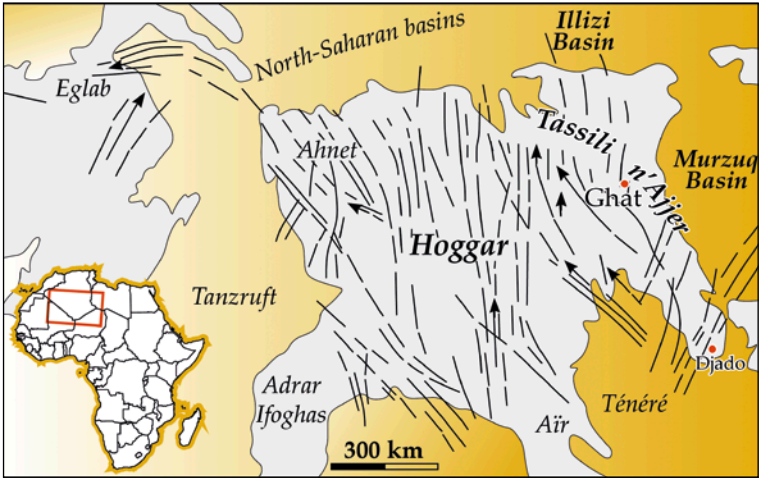 North-Saharan basins
Illizi
Basin
Eglab
Tassili
n'Ajjer
Ahnet
Murzuq
Basin
Ghat
Hoggar
Tanzruft
Djado
Adrar
Ifoghas
Ténéré
Aïr
300 km